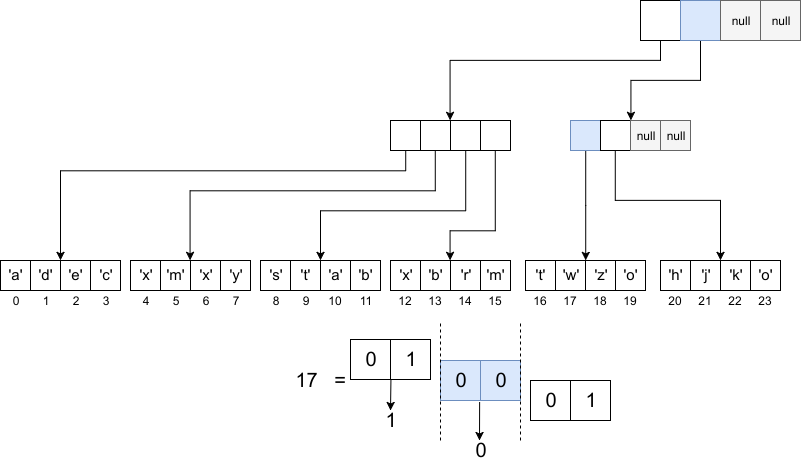 null null
null null
'a' 'd' 'e' 'c' 'x' 'm' 'x' 'y' 's' 't' 'a' 'b' 'x' 'b' 'r' 'm' 't' 'w' 'z' 'o' 'h' 'j' 'k' 'o'
0 1 2 3 4 5 6 7 8 9 10 11 12 13 14 15 16 17 18 19 20 21 22 23
17 = 0 1 0 0 0 1
1
0